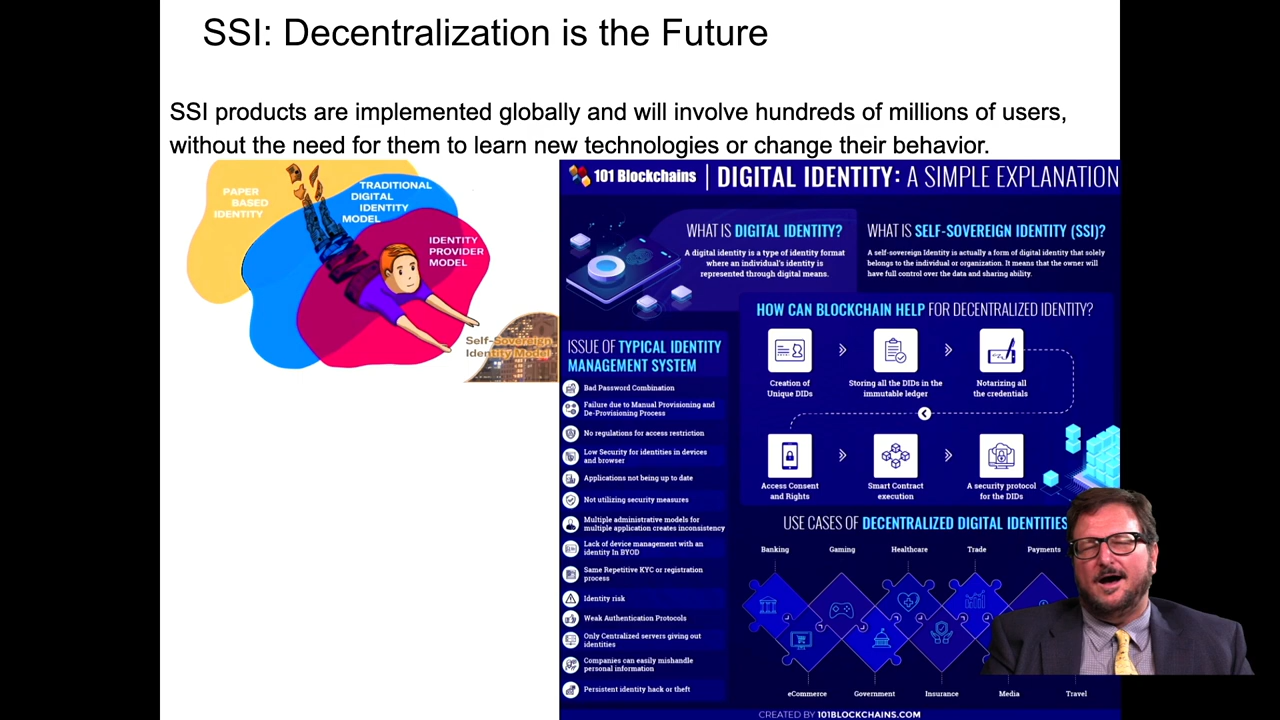 SSI: Decentralization is the Future
SSI products are implemented globally and will involve hundreds of millions of users,
without the need for them to learn new technologies or change their behavior.
PAPER
BASED
IDENTITY
TRADITIONAL
DIGITAL
IDENTITY
MODEL
IDENTITY
PROVIDER
MODEL
Self-Sovereign
Identity Model
101 Blockchains
DIGITAL IDENTITY: A SIMPLE EXPLANATION
WHAT IS DIGITAL IDENTITY?
A digital identity is a type of identity format
where an individual's identity is
represented through digital means.
WHAT IS SELF-SOVEREIGN IDENTITY (SSI)?
A self-sovereign Identity is actually a form of digital identity that solely
belongs to the individual or organization. It means that the owner will
have full control over the data and sharing ability.
HOW CAN BLOCKCHAIN HELP FOR DECENTRALIZED IDENTITY?
Creation of
Unique DIDs
Storing all the DIDs in the
immutable ledger
Notarizing all
the credentials
Access Consent
and Rights
Smart Contract
execution
A security protocol
for the DIDs
ISSUE OF TYPICAL IDENTITY
MANAGEMENT SYSTEM
Bad Password Combination
Failure due to Manual Provisioning and
De-Provisioning Process
No regulations for access restriction
Low Security for identities in devices
and browser
Applications not being up to date
Not utilizing security measures
Multiple administrative models for
multiple application creates inconsistency
Lack of device management with an
identity In BYOD
Same Repetitive KYC or registration
process
Identity risk
Weak Authentication Protocols
Only Centralized servers giving out
identities
Companies can easily mishandle
personal information
Persistent identity hack or theft
USE CASES OF DECENTRALIZED DIGITAL IDENTITIES
Banking
Gaming
Healthcare
Trade
Payments
eCommerce
Government
Insurance
Media
Travel
CREATED BY 101BLOCKCHAINS.COM